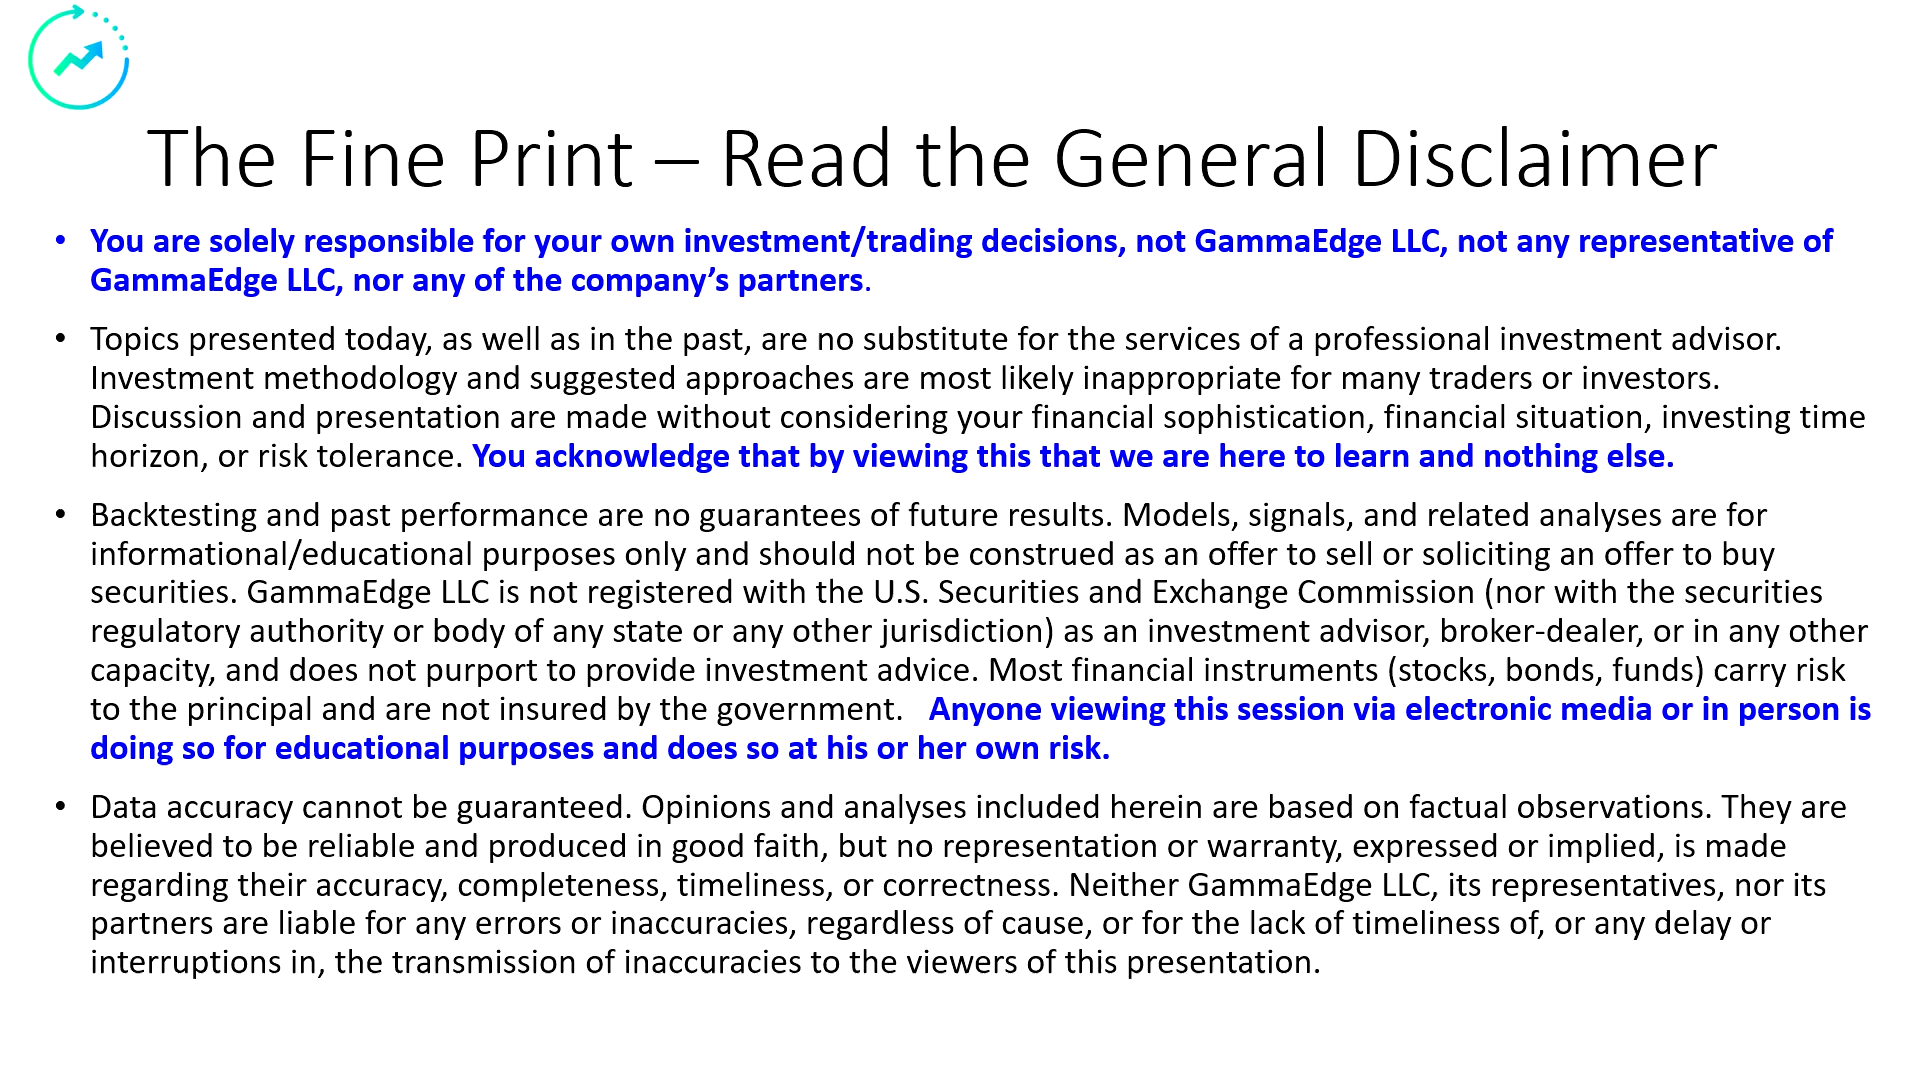 The Fine Print – Read the General Disclaimer
• You are solely responsible for your own investment/trading decisions, not GammaEdge LLC, not any representative of
GammaEdge LLC, nor any of the company’s partners.
• Topics presented today, as well as in the past, are no substitute for the services of a professional investment advisor.
Investment methodology and suggested approaches are most likely inappropriate for many traders or investors.
Discussion and presentation are made without considering your financial sophistication, financial situation, investing time
horizon, or risk tolerance. You acknowledge that by viewing this that we are here to learn and nothing else.
• Backtesting and past performance are no guarantees of future results. Models, signals, and related analyses are for
informational/educational purposes only and should not be construed as an offer to sell or soliciting an offer to buy
securities. GammaEdge LLC is not registered with the U.S. Securities and Exchange Commission (nor with the securities
regulatory authority or body of any state or any other jurisdiction) as an investment advisor, broker-dealer, or in any other
capacity, and does not purport to provide investment advice. Most financial instruments (stocks, bonds, funds) carry risk
to the principal and are not insured by the government.   Anyone viewing this session via electronic media or in person is
doing so for educational purposes and does so at his or her own risk.
• Data accuracy cannot be guaranteed. Opinions and analyses included herein are based on factual observations. They are
believed to be reliable and produced in good faith, but no representation or warranty, expressed or implied, is made
regarding their accuracy, completeness, timeliness, or correctness. Neither GammaEdge LLC, its representatives, nor its
partners are liable for any errors or inaccuracies, regardless of cause, or for the lack of timeliness of, or any delay or
interruptions in, the transmission of inaccuracies to the viewers of this presentation.